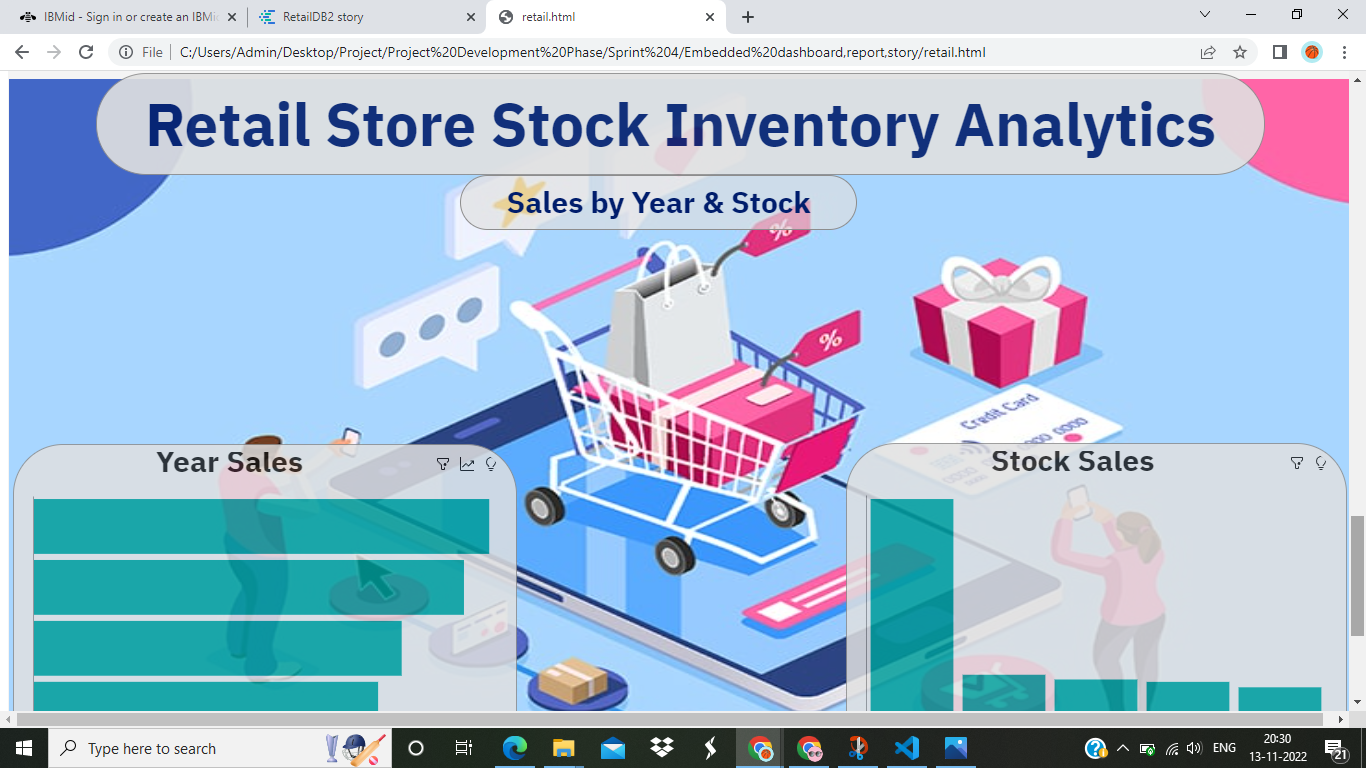 IBMid - Sign in or create an IBMi
RetailDB2 story
retail.html
File
C:/Users/Admin/Desktop/Project/Project%20Development%20Phase/Sprint%204/Embedded%20dashboard,report,story/retail.html
Retail Store Stock Inventory Analytics
Sales by Year & Stock
%
%
Credit Card
Year Sales
Stock Sales
Type here to search
ENG
20:30
13-11-2022
21